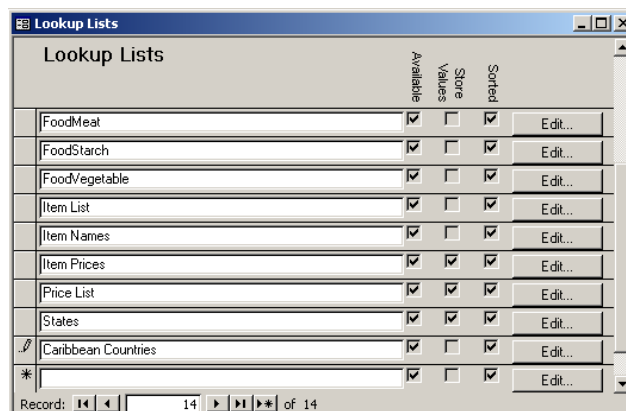 Lookup Lists
Lookup Lists
Available
Store
Values
Sorted
FoodMeat
Edit...
FoodStarch
Edit...
FoodVegetable
Edit...
Item List
Edit...
Item Names
Edit...
Item Prices
Edit...
Price List
Edit...
States
Edit...
Caribbean Countries
Edit...
Edit...
Record: 14 of 14